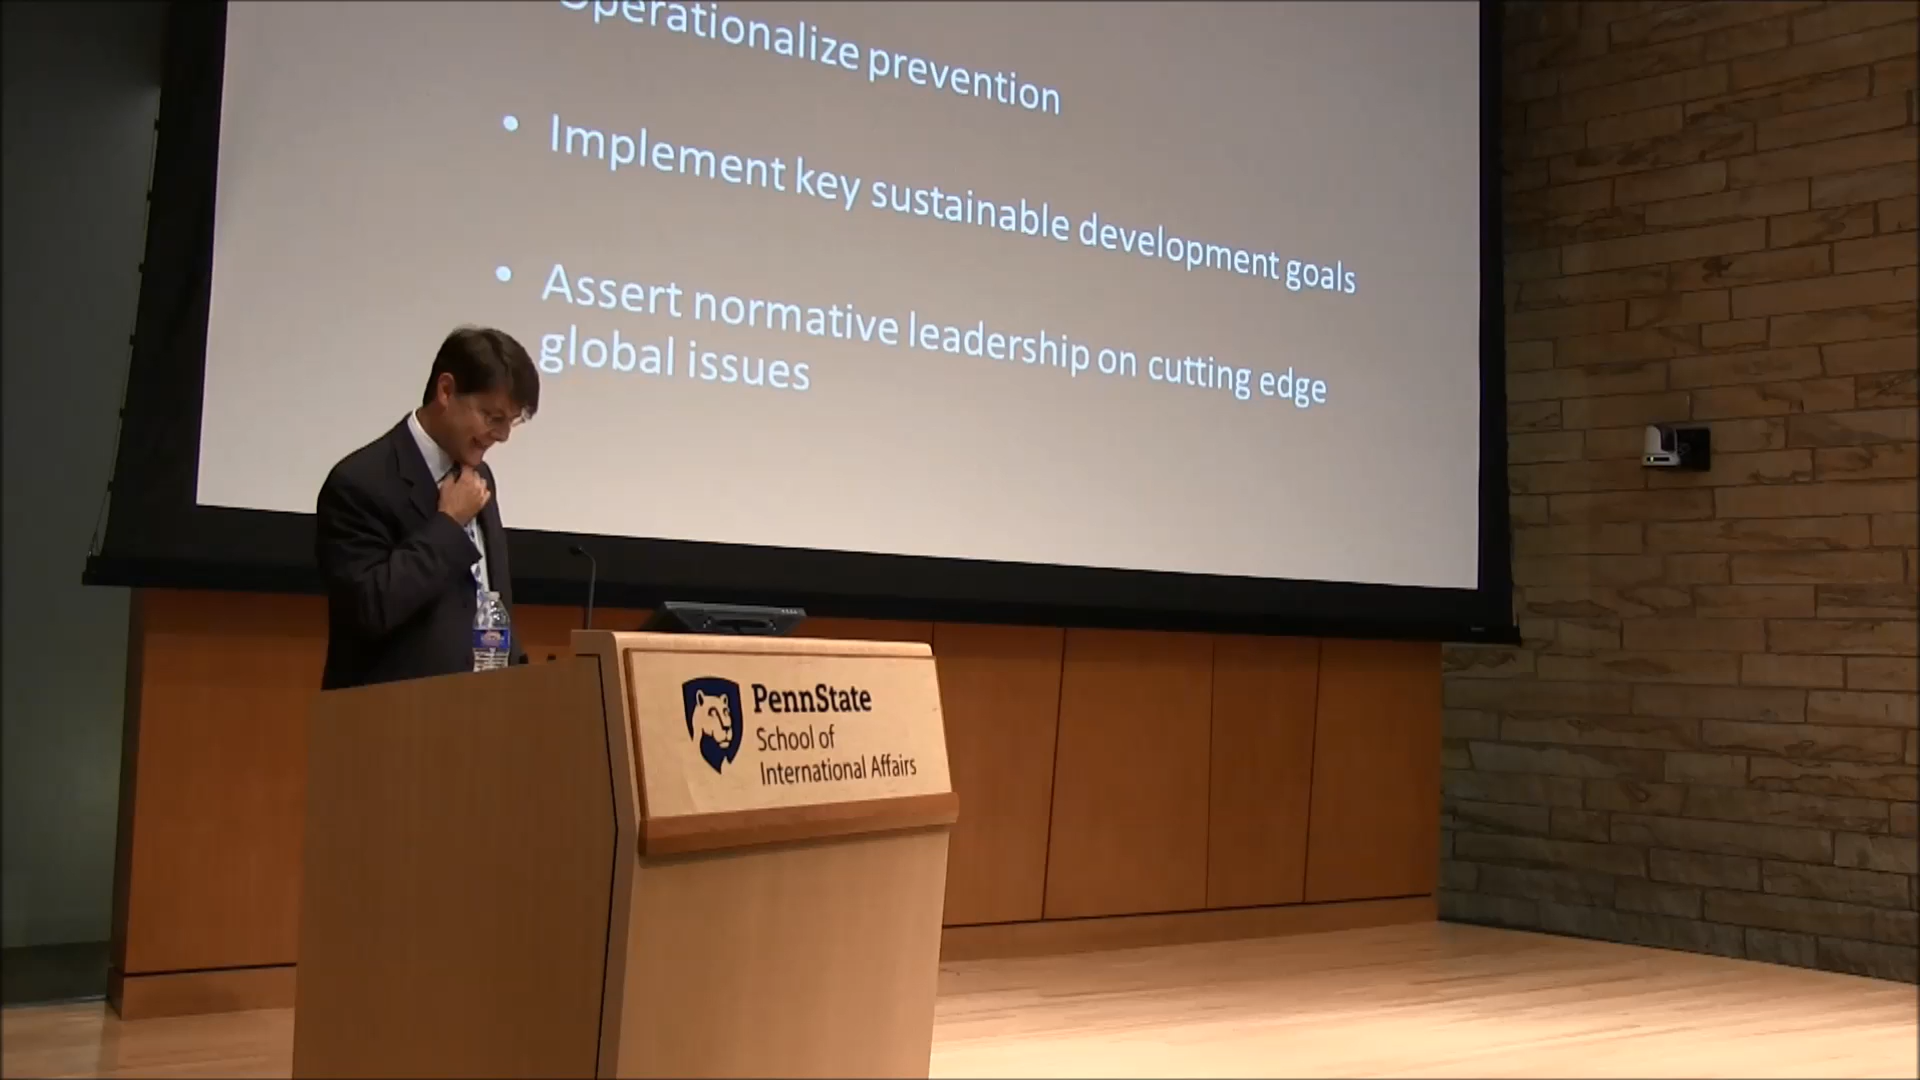 Operationalize prevention
• Implement key sustainable development goals
• Assert normative leadership on cutting edge
global issues
PennState
School of
International Affairs